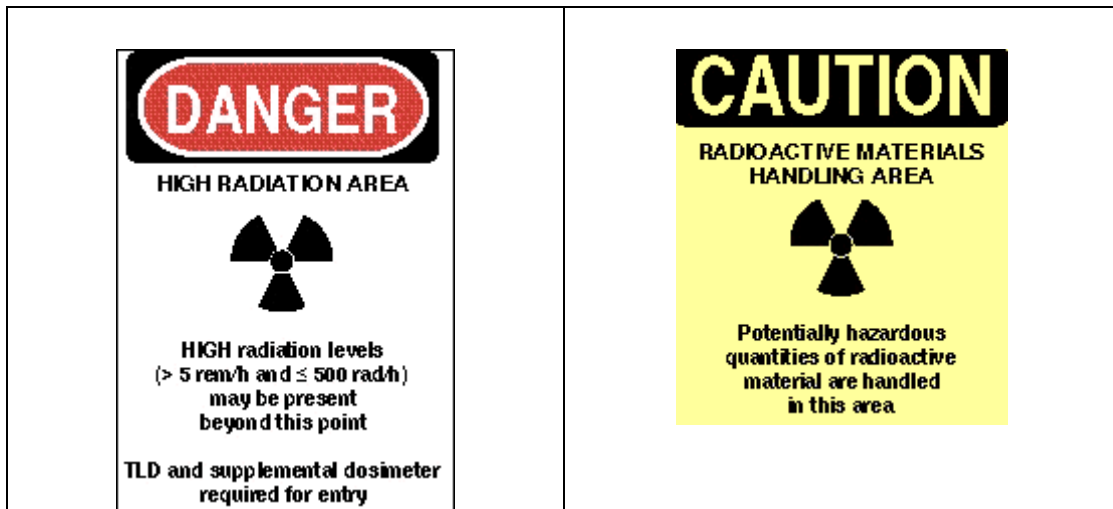 DANGER
HIGH RADIATION AREA
HIGH radiation levels
(> 5 rem/h and ≤ 500 rad/h)
may be present
beyond this point
TLD and supplemental dosimeter
required for entry
CAUTION
RADIOACTIVE MATERIALS
HANDLING AREA
Potentially hazardous
quantities of radioactive
material are handled
in this area